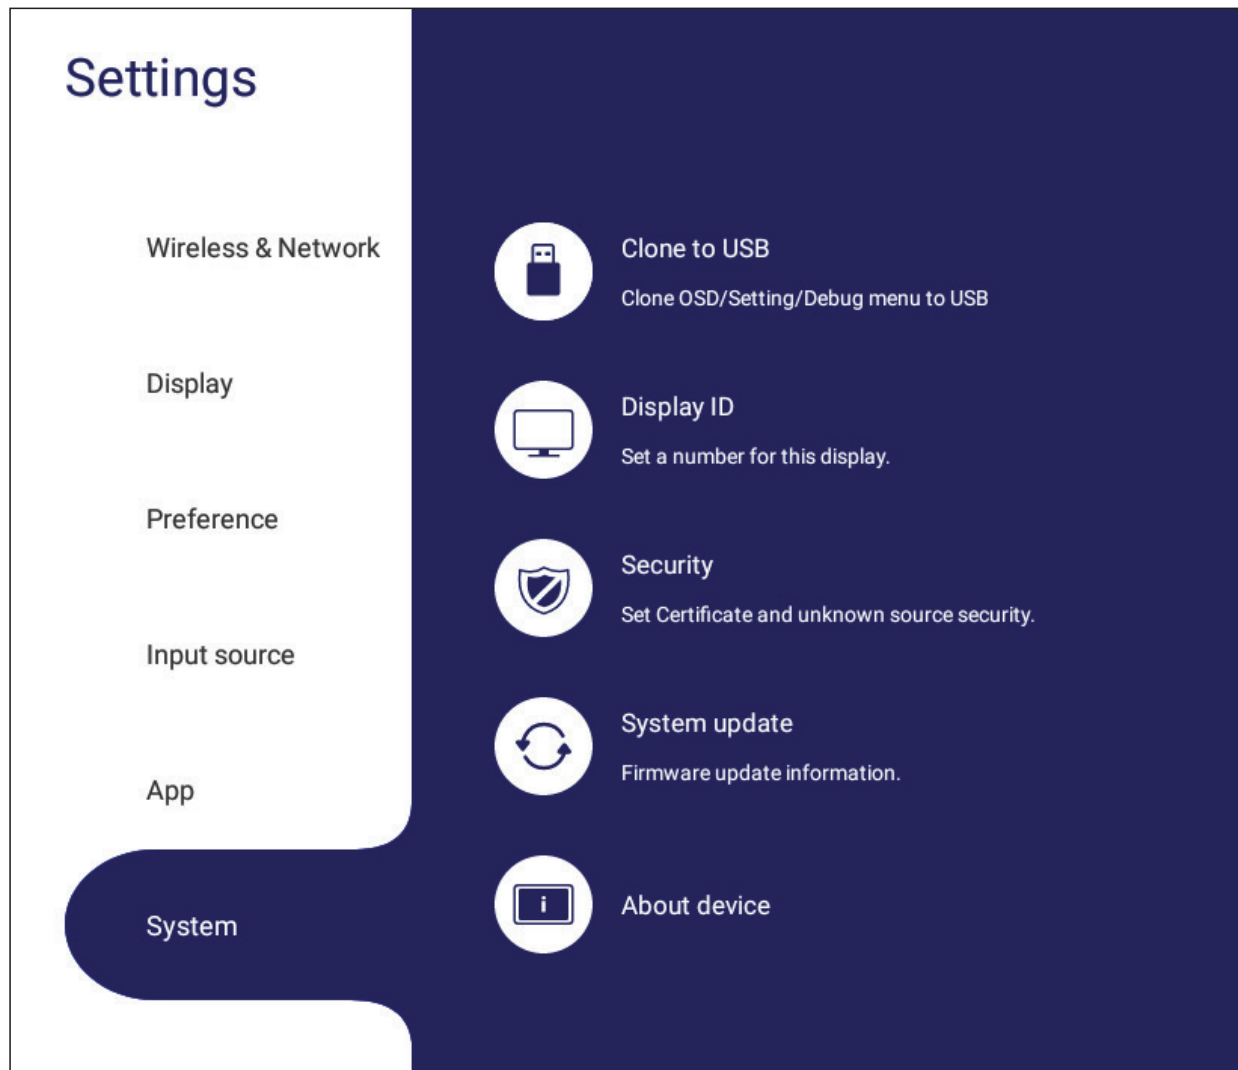 Settings
Wireless & Network
Display
Preference
Input source
App
System
Clone to USB
Clone OSD/Setting/Debug menu to USB
Display ID
Set a number for this display.
Security
Set Certificate and unknown source security.
System update
Firmware update information.
i
About device